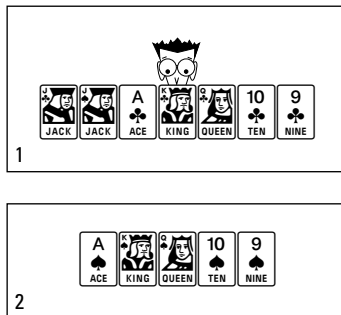 J J A K Q 10 9
JACK JACK ACE KING QUEEN TEN NINE
1
A K Q 10 9
ACE KING QUEEN TEN NINE
2